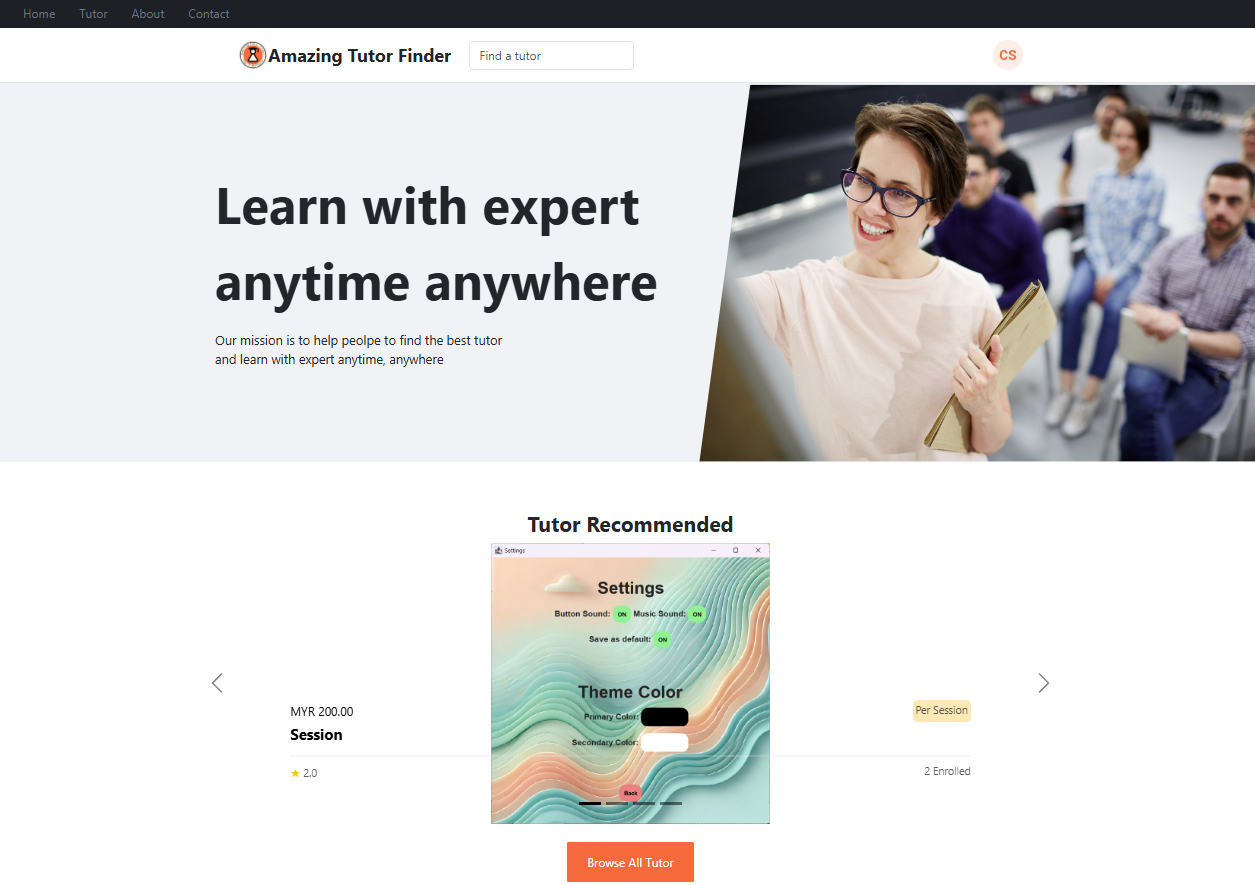 Home Tutor About Contact
Amazing Tutor Finder Find a tutor CS
Learn with expert
anytime anywhere
Our mission is to help peolpe to find the best tutor
and learn with expert anytime, anywhere
Tutor Recommended
Settings
Settings
Button Sound: ON Music Sound: ON
Save as default: ON
Theme Color
MYR 200.00 Per Session
Primary Color:
Session
Secondary Color:
2.0 2 Enrolled
Back
Browse All Tutor